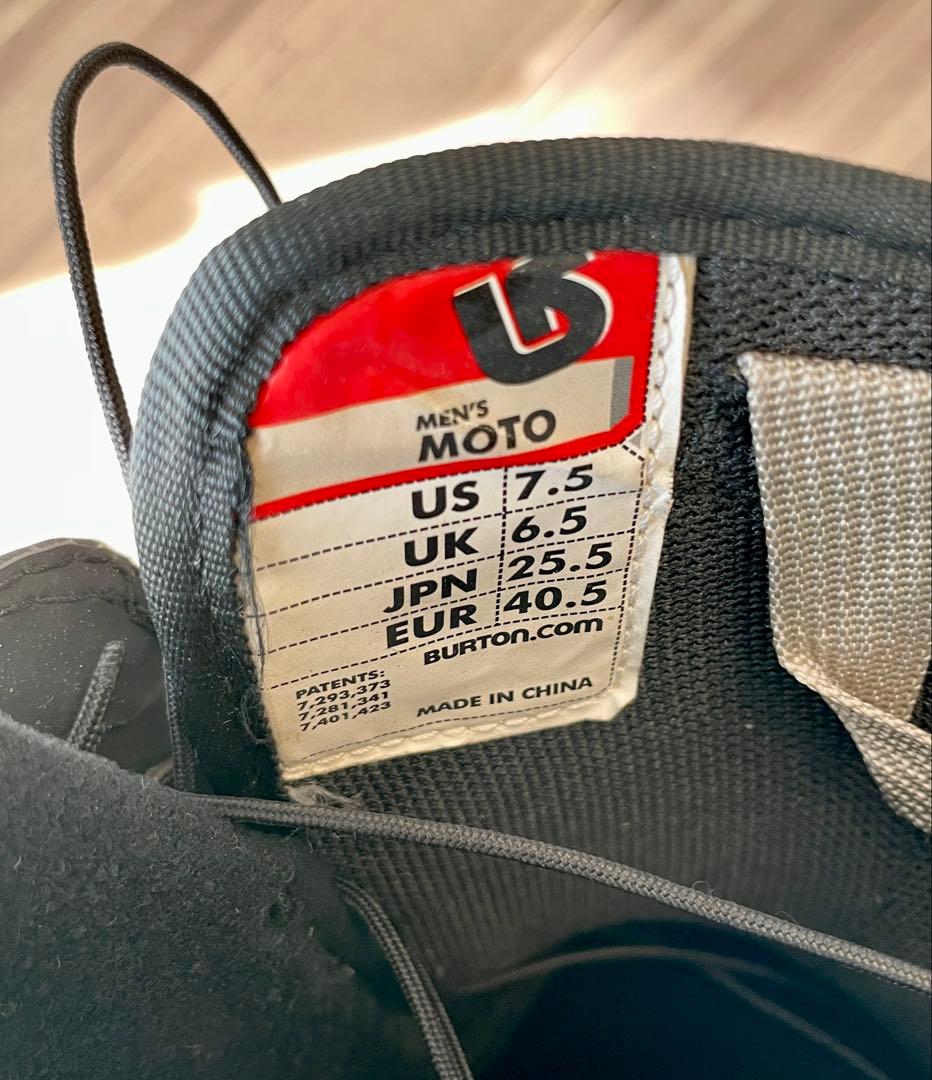 MEN'S
MOTO
US 7.5
UK 6.5
JPN 25.5
EUR 40.5
BURTON.COM
PATENTS:
7,293,373
7,281,341
7,401,423
MADE IN CHINA